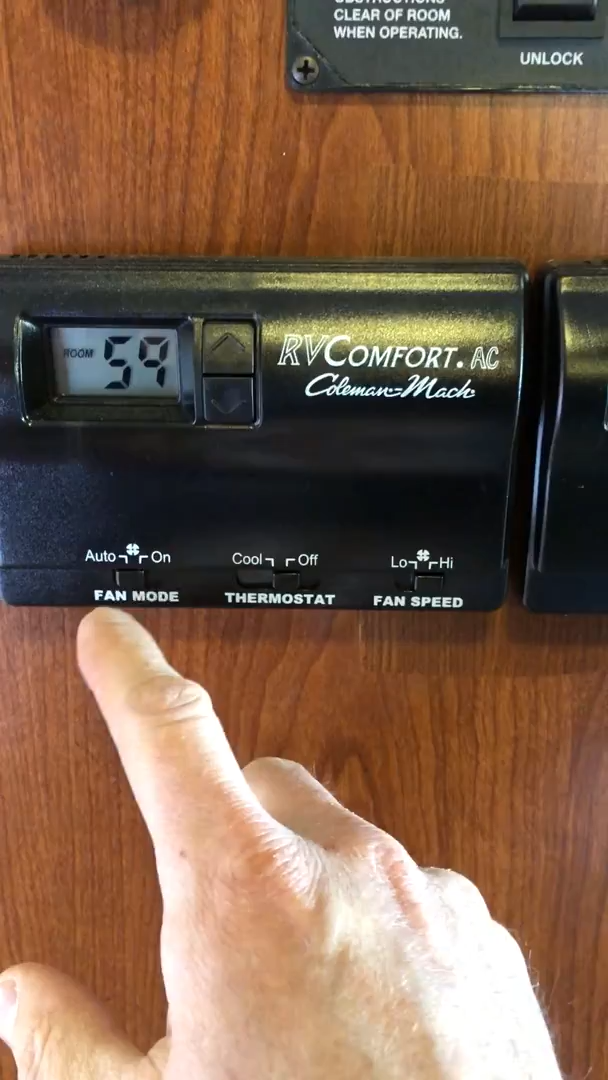 CLEAR OF ROOM
WHEN OPERATING.
UNLOCK
ROOM 59
RVCOMFORT. AC
Coleman-Mach
Auto On
Cool Off
Lo Hi
FAN MODE
THERMOSTAT
FAN SPEED